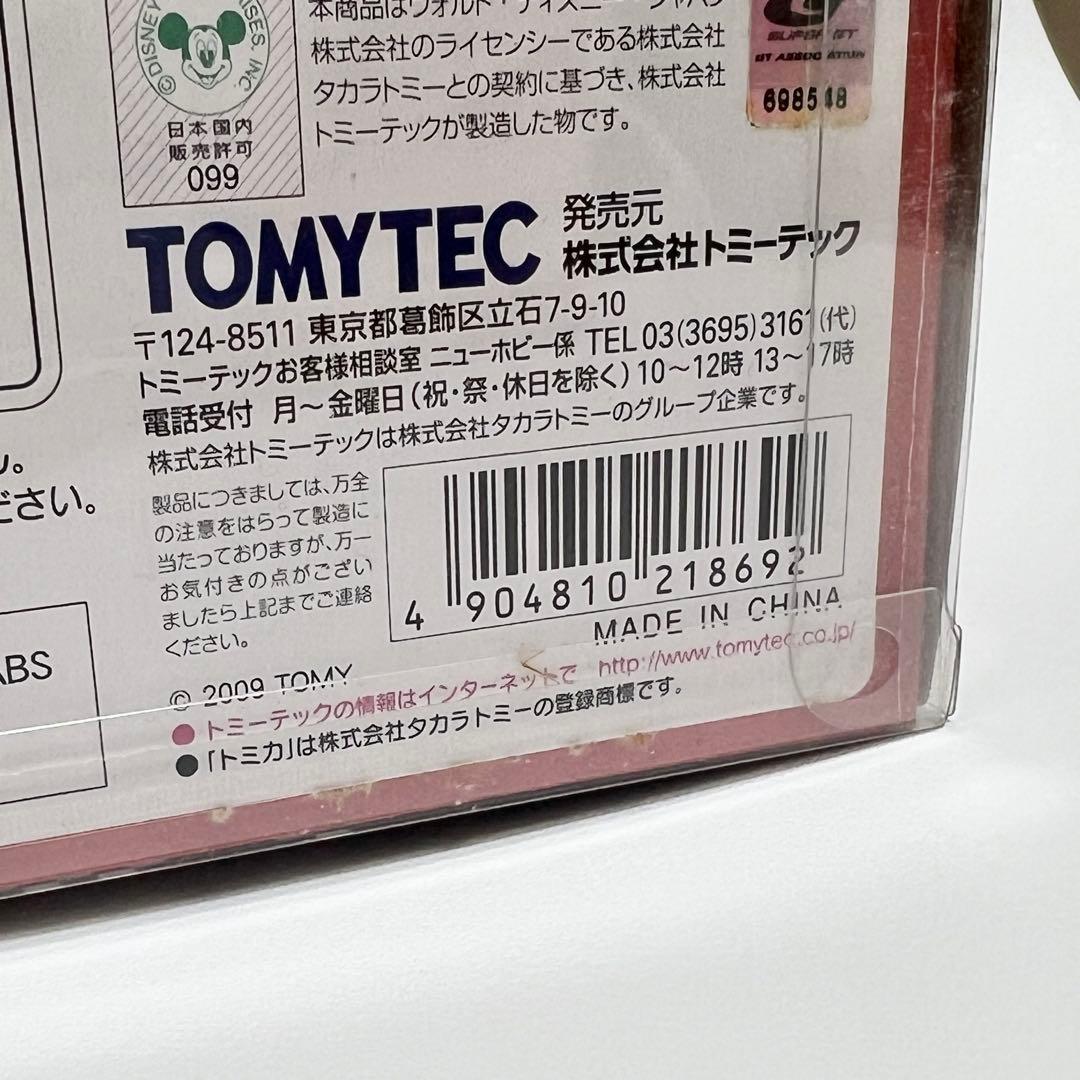 © DISNEY
ISES INC.
日本国内
販売許可
099
本商品はウォルト・ディズニー・ジャパン
株式会社のライセンシーである株式会社
タカラトミーとの契約に基づき、株式会社
トミーテックが製造した物です。
SUPER GT
GT ASSOCIATION
698548
TOMYTEC
発売元
株式会社トミーテック
〒124-8511 東京都葛飾区立石7-9-10
トミーテックお客様相談室 ニューホビー係 TEL 03(3695)3161(代)
電話受付 月～金曜日(祝・祭・休日を除く)10～12時 13～17時
株式会社トミーテックは株式会社タカラトミーのグループ企業です。
ん。
ださい。
製品につきましては、万全
の注意をはらって製造に
当たっておりますが、万一
お気付きの点がござい
ましたら上記までご連絡
ください。
4 904810 218692
MADE IN CHINA
ABS
© 2009 TOMY
●トミーテックの情報はインターネットで http://www.tomytec.co.jp/
●「トミカ」は株式会社タカラトミーの登録商標です。